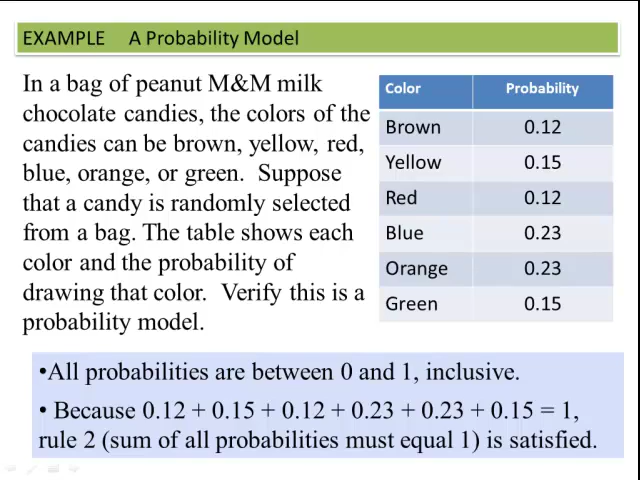 EXAMPLE A Probability Model
In a bag of peanut M&M milk
chocolate candies, the colors of the
candies can be brown, yellow, red,
blue, orange, or green. Suppose
that a candy is randomly selected
from a bag. The table shows each
color and the probability of
drawing that color. Verify this is a
probability model.
Color Probability
Brown 0.12
Yellow 0.15
Red 0.12
Blue 0.23
Orange 0.23
Green 0.15
•All probabilities are between 0 and 1, inclusive.
• Because 0.12 + 0.15 + 0.12 + 0.23 + 0.23 + 0.15 = 1,
rule 2 (sum of all probabilities must equal 1) is satisfied.